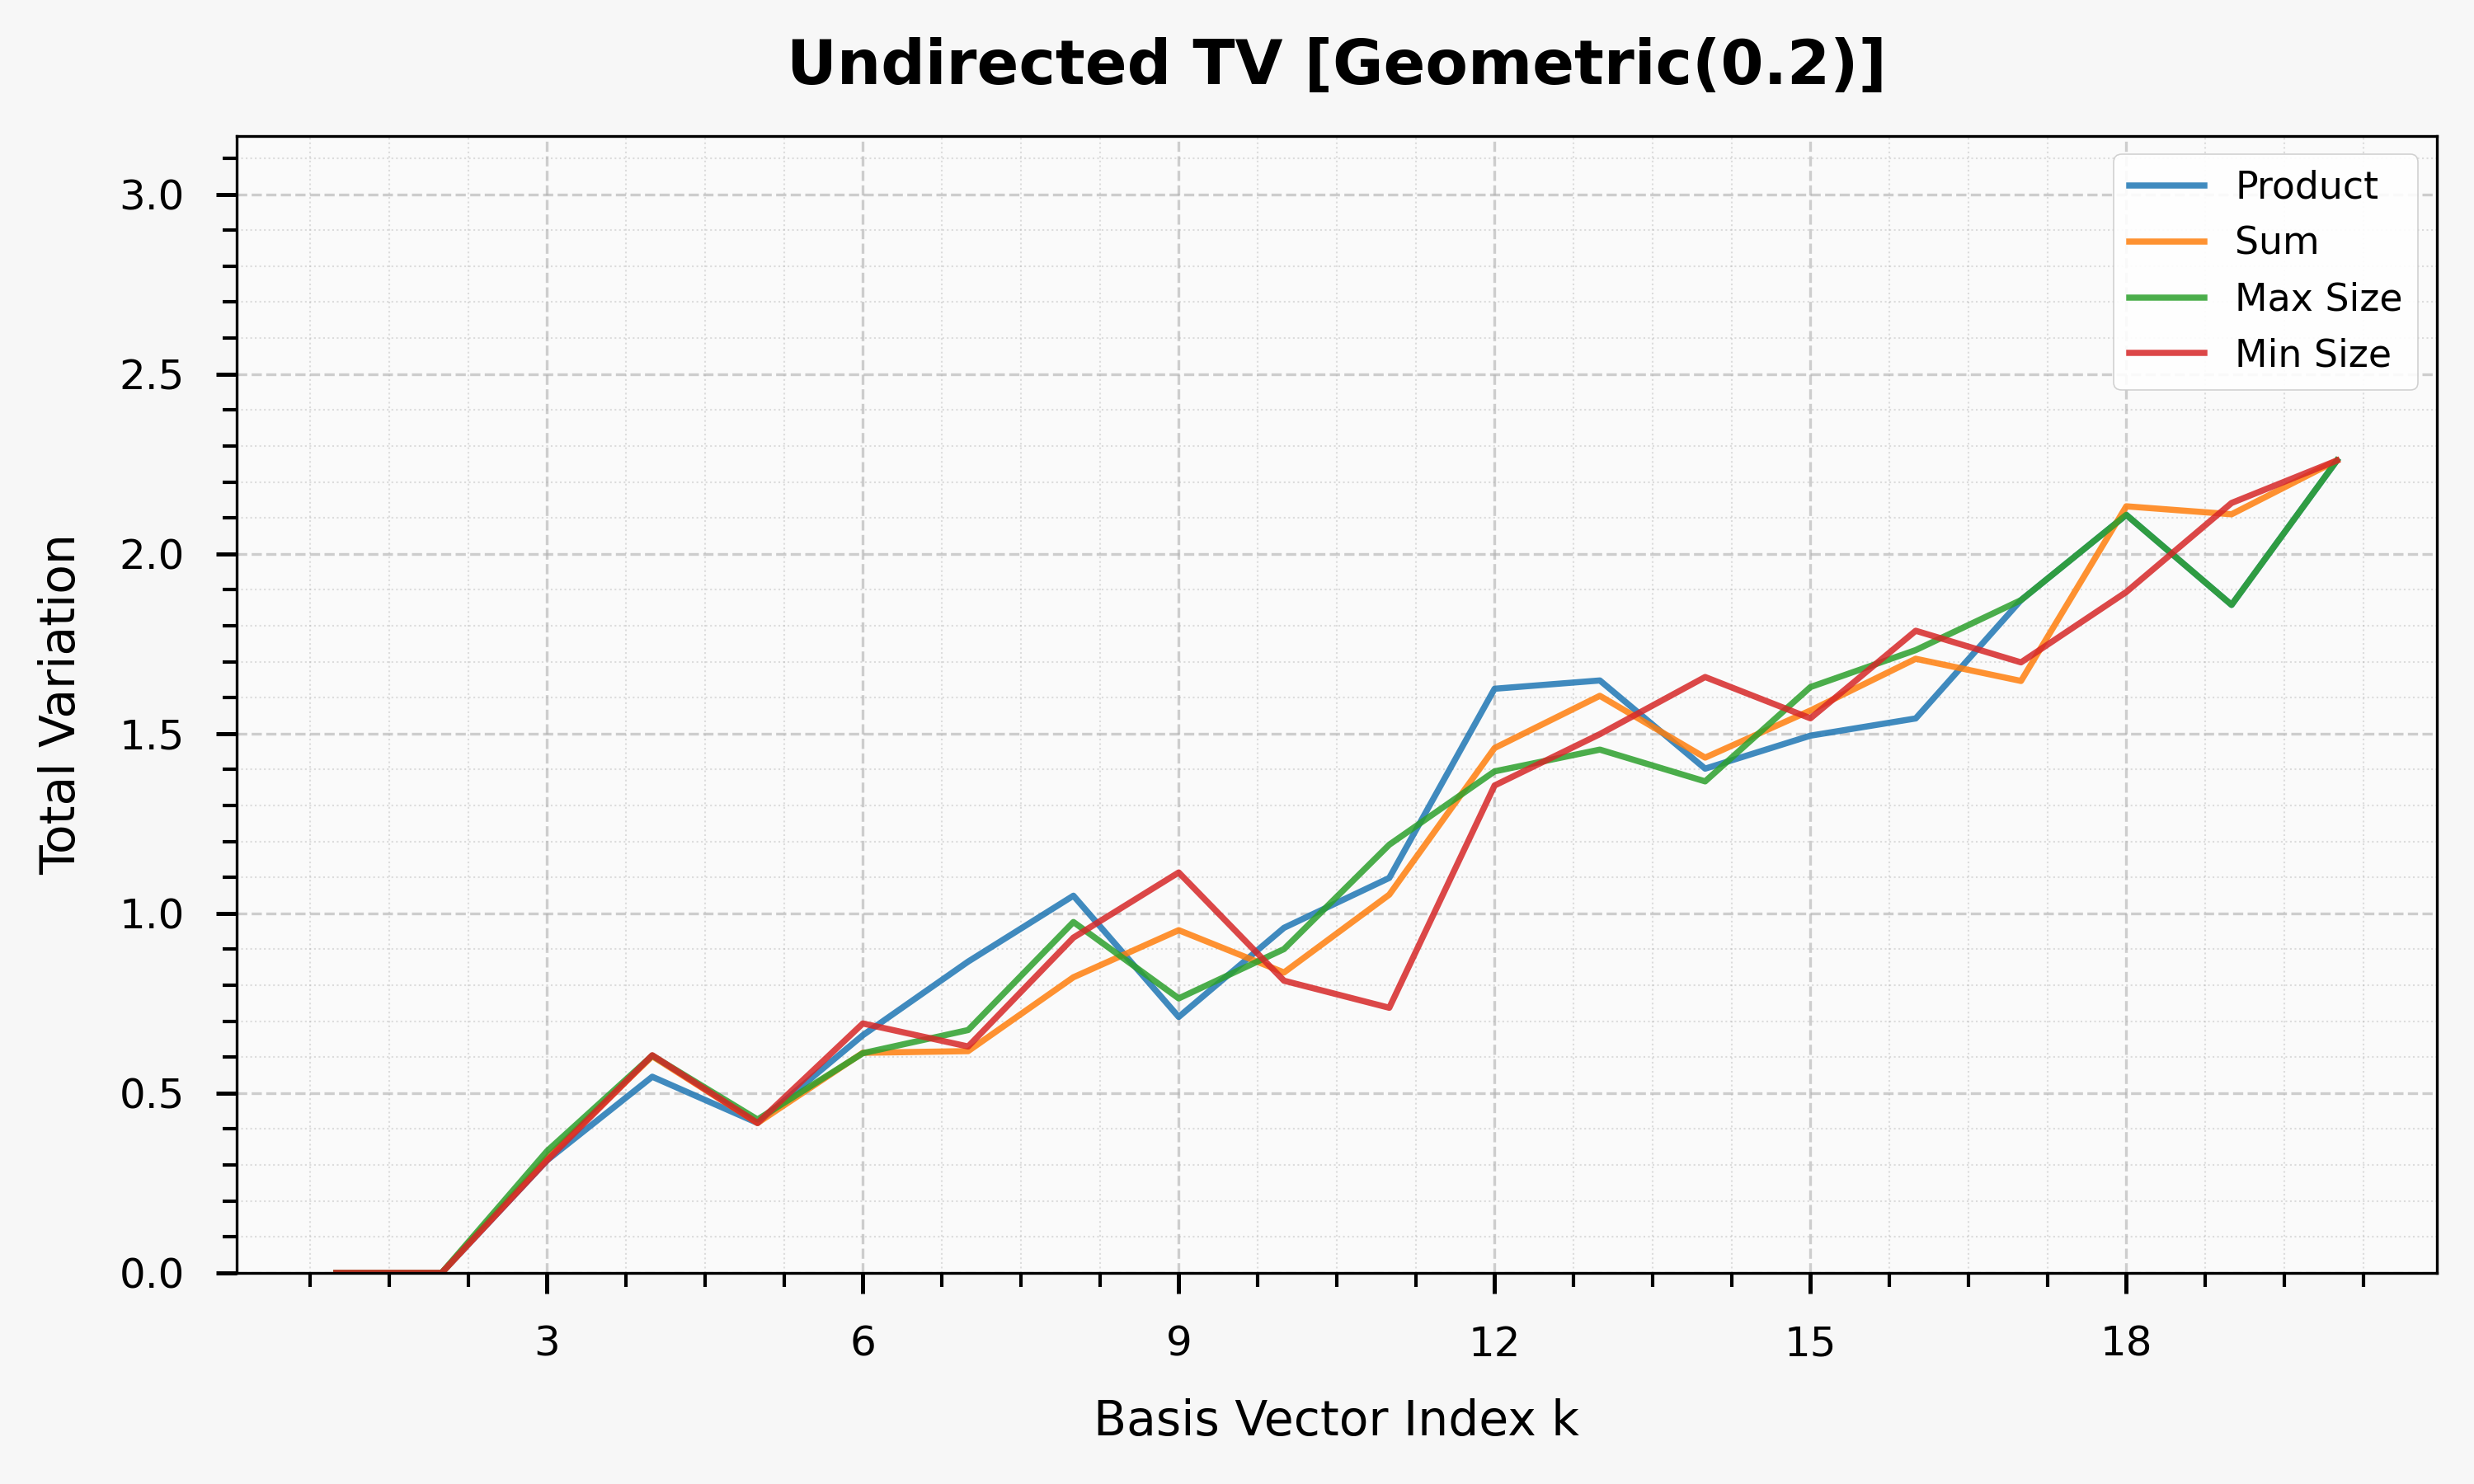 Undirected TV [Geometric(0.2)]
Product
Sum
Max Size
Min Size
Total Variation
3.0
2.5
2.0
1.5
1.0
0.5
0.0
3 6 9 12 15 18
Basis Vector Index k